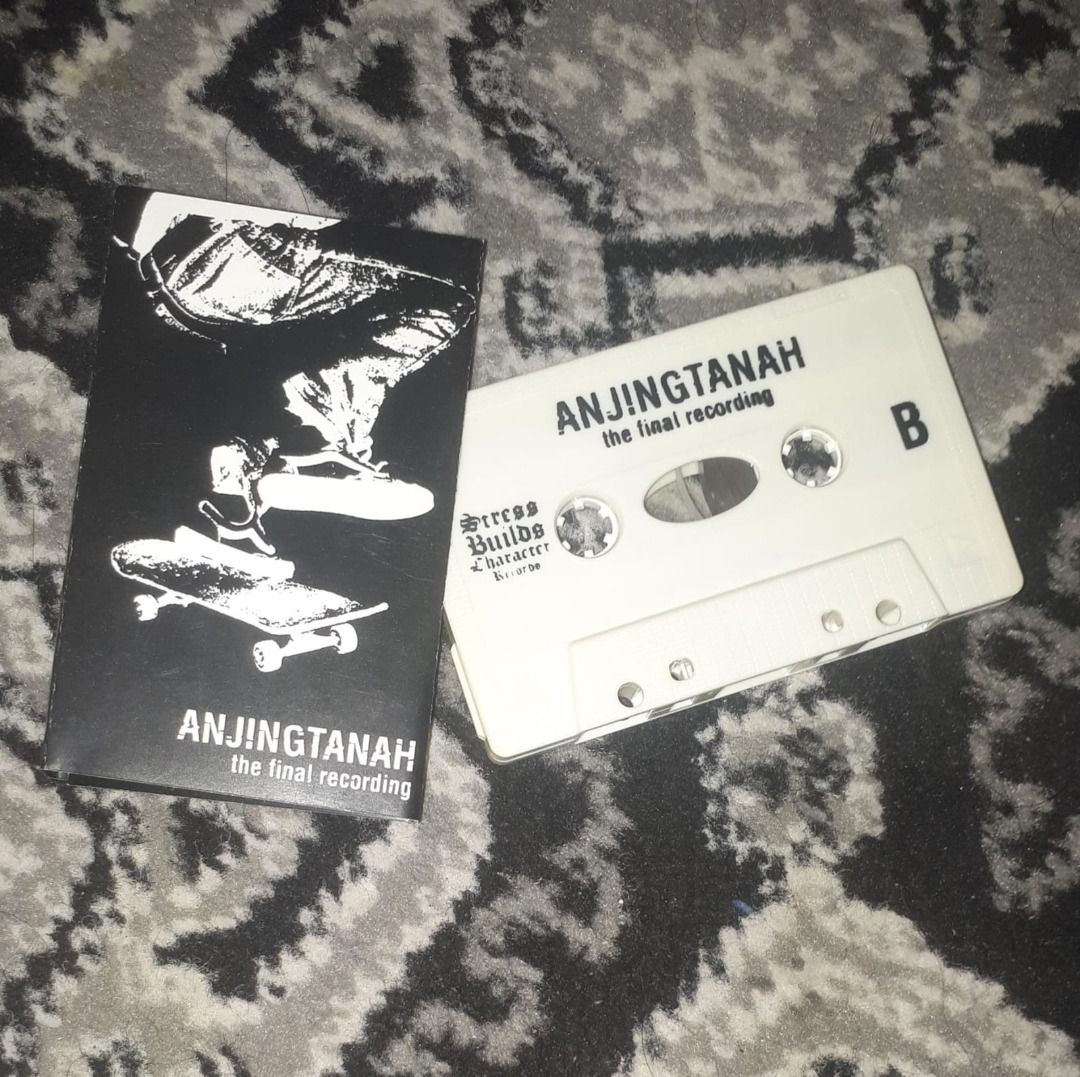 ANJ!NGTANAH
the final recording
ANJ!NGTANAH
the final recording
B
Stress
Builds
Character
Records